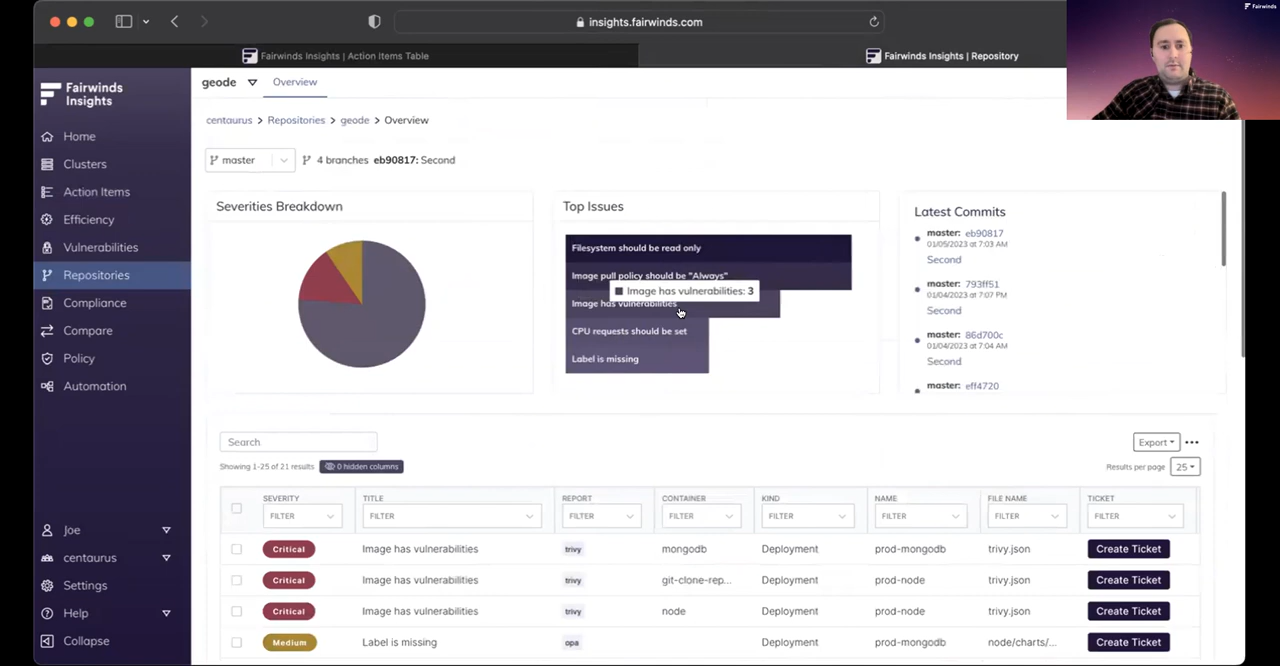 insights.fairwinds.com
Fairwinds
Fairwinds Insights | Action Items Table
Fairwinds Insights | Repository
Fairwinds
Insights
Home
Clusters
Action Items
Efficiency
Vulnerabilities
Repositories
Compliance
Compare
Policy
Automation
Joe
centaurus
Settings
Help
Collapse
geode Overview
centaurus > Repositories > geode > Overview
master 4 branches eb90817: Second
Severities Breakdown
Top Issues
Filesystem should be read only
Image pull policy should be "Always"
Image has vulnerabilities: 3
Image has vulnerabilities
CPU requests should be set
Label is missing
Latest Commits
master: eb90817
01/05/2023 at 7:03 AM
Second
master: 793ff51
01/04/2023 at 7:07 PM
Second
master: 86d700c
01/04/2023 at 7:04 AM
Second
master: eff4720
Search
Export
Showing 1-25 of 21 results 0 hidden columns
Results per page 25
SEVERITY TITLE REPORT CONTAINER KIND NAME FILE NAME TICKET
FILTER FILTER FILTER FILTER FILTER FILTER FILTER FILTER
Critical Image has vulnerabilities trivy mongodb Deployment prod-mongodb trivy.json Create Ticket
Critical Image has vulnerabilities trivy git-clone-rep... Deployment prod-node trivy.json Create Ticket
Critical Image has vulnerabilities trivy node Deployment prod-node trivy.json Create Ticket
Medium Label is missing opa Deployment prod-mongodb node/charts/... Create Ticket